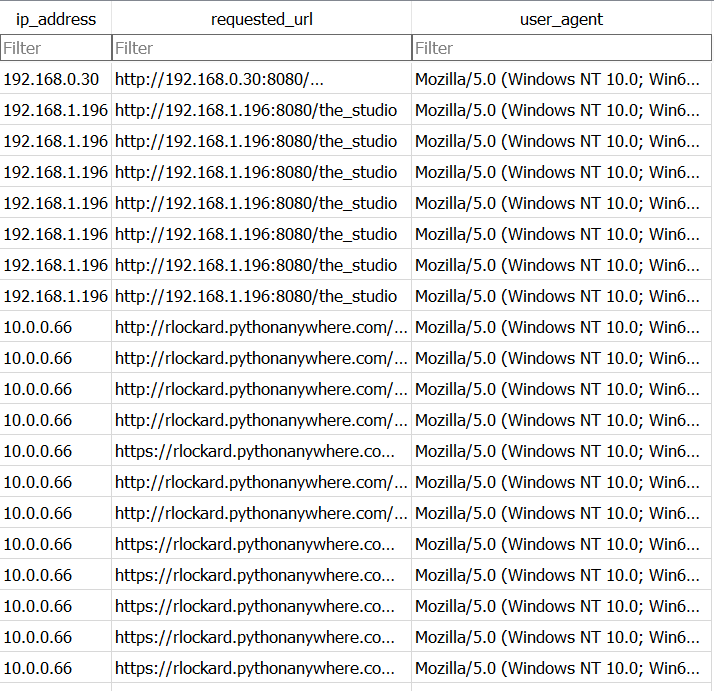 ip_address requested_url user_agent
Filter Filter Filter
192.168.0.30 http://192.168.0.30:8080/... Mozilla/5.0 (Windows NT 10.0; Win6...
192.168.1.196 http://192.168.1.196:8080/the_studio Mozilla/5.0 (Windows NT 10.0; Win6...
192.168.1.196 http://192.168.1.196:8080/the_studio Mozilla/5.0 (Windows NT 10.0; Win6...
192.168.1.196 http://192.168.1.196:8080/the_studio Mozilla/5.0 (Windows NT 10.0; Win6...
192.168.1.196 http://192.168.1.196:8080/the_studio Mozilla/5.0 (Windows NT 10.0; Win6...
192.168.1.196 http://192.168.1.196:8080/the_studio Mozilla/5.0 (Windows NT 10.0; Win6...
192.168.1.196 http://192.168.1.196:8080/the_studio Mozilla/5.0 (Windows NT 10.0; Win6...
192.168.1.196 http://192.168.1.196:8080/the_studio Mozilla/5.0 (Windows NT 10.0; Win6...
10.0.0.66 http://rlockard.pythonanywhere.com/... Mozilla/5.0 (Windows NT 10.0; Win6...
10.0.0.66 http://rlockard.pythonanywhere.com/... Mozilla/5.0 (Windows NT 10.0; Win6...
10.0.0.66 http://rlockard.pythonanywhere.com/... Mozilla/5.0 (Windows NT 10.0; Win6...
10.0.0.66 http://rlockard.pythonanywhere.com/... Mozilla/5.0 (Windows NT 10.0; Win6...
10.0.0.66 https://rlockard.pythonanywhere.co... Mozilla/5.0 (Windows NT 10.0; Win6...
10.0.0.66 http://rlockard.pythonanywhere.com/... Mozilla/5.0 (Windows NT 10.0; Win6...
10.0.0.66 http://rlockard.pythonanywhere.com/... Mozilla/5.0 (Windows NT 10.0; Win6...
10.0.0.66 https://rlockard.pythonanywhere.co... Mozilla/5.0 (Windows NT 10.0; Win6...
10.0.0.66 https://rlockard.pythonanywhere.co... Mozilla/5.0 (Windows NT 10.0; Win6...
10.0.0.66 https://rlockard.pythonanywhere.co... Mozilla/5.0 (Windows NT 10.0; Win6...
10.0.0.66 https://rlockard.pythonanywhere.co... Mozilla/5.0 (Windows NT 10.0; Win6...
10.0.0.66 https://rlockard.pythonanywhere.co... Mozilla/5.0 (Windows NT 10.0; Win6...